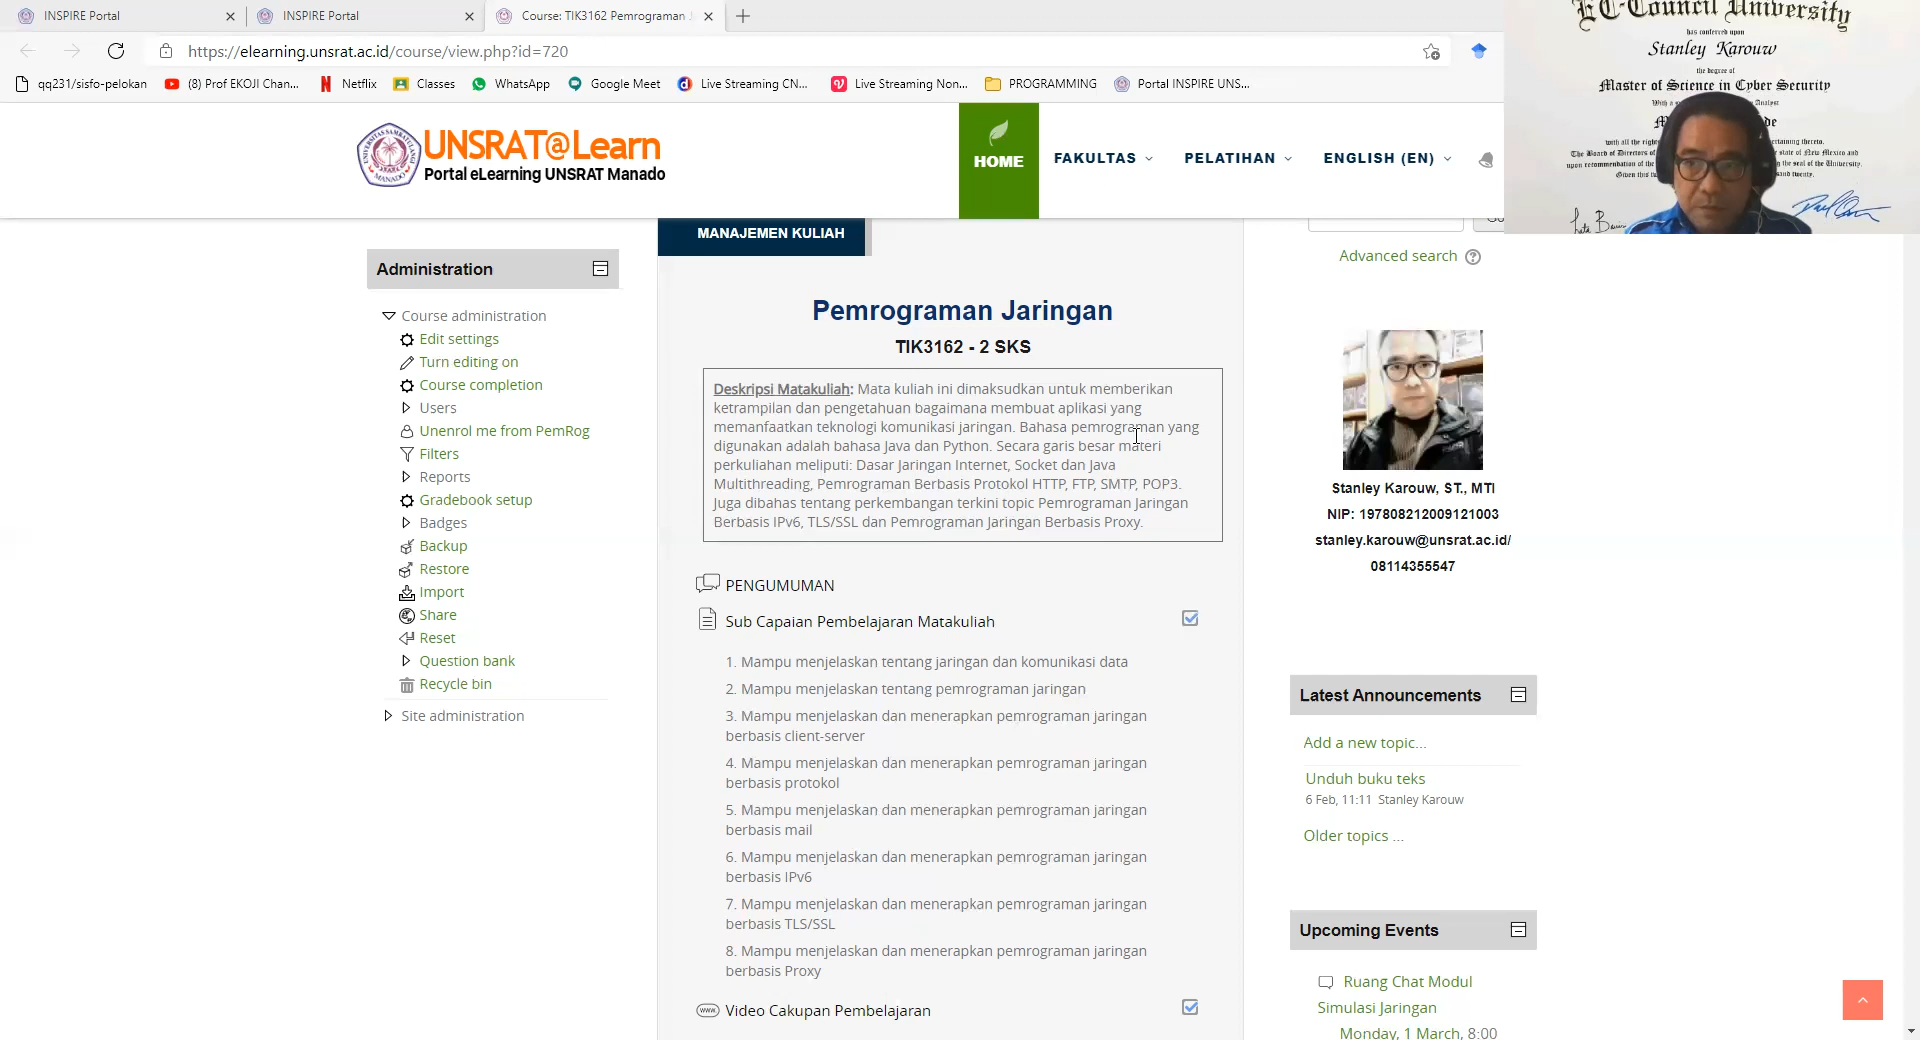 INSPIRE Portal
INSPIRE Portal
Course: TIK3162 Pemrograman
https://elearning.unsrat.ac.id/course/view.php?id=720
qq231/sisfo-pelokan
(8) Prof EKOJI Chan...
Netflix
Classes
WhatsApp
Google Meet
Live Streaming CN...
Live Streaming Non...
PROGRAMMING
Portal INSPIRE UNS...
EC-Council University
has conferred upon
Stanley Karouw
the degree of
Master of Science in Cyber Security
UNSRAT@Learn
Portal eLearning UNSRAT Manado
HOME
FAKULTAS
PELATIHAN
ENGLISH (EN)
MANAJEMEN KULIAH
Administration
Course administration
Edit settings
Turn editing on
Course completion
Users
Unenrol me from PemRog
Filters
Reports
Gradebook setup
Badges
Backup
Restore
Import
Share
Reset
Question bank
Recycle bin
Site administration
Pemrograman Jaringan
TIK3162 - 2 SKS
Deskripsi Matakuliah: Mata kuliah ini dimaksudkan untuk memberikan
ketrampilan dan pengetahuan bagaimana membuat aplikasi yang
memanfaatkan teknologi komunikasi jaringan. Bahasa pemrograman yang
digunakan adalah bahasa Java dan Python. Secara garis besar materi
perkuliahan meliputi: Dasar Jaringan Internet, Socket dan Java
Multithreading, Pemrograman Berbasis Protokol HTTP, FTP, SMTP, POP3.
Juga dibahas tentang perkembangan terkini topic Pemrograman Jaringan
Berbasis IPv6, TLS/SSL dan Pemrograman Jaringan Berbasis Proxy.
PENGUMUMAN
Sub Capaian Pembelajaran Matakuliah
1. Mampu menjelaskan tentang jaringan dan komunikasi data
2. Mampu menjelaskan tentang pemrograman jaringan
3. Mampu menjelaskan dan menerapkan pemrograman jaringan
berbasis client-server
4. Mampu menjelaskan dan menerapkan pemrograman jaringan
berbasis protokol
5. Mampu menjelaskan dan menerapkan pemrograman jaringan
berbasis mail
6. Mampu menjelaskan dan menerapkan pemrograman jaringan
berbasis IPv6
7. Mampu menjelaskan dan menerapkan pemrograman jaringan
berbasis TLS/SSL
8. Mampu menjelaskan dan menerapkan pemrograman jaringan
berbasis Proxy
www Video Cakupan Pembelajaran
Advanced search
Stanley Karouw, ST., MTI
NIP: 197808212009121003
stanley.karouw@unsrat.ac.id/
08114355547
Latest Announcements
Add a new topic...
Unduh buku teks
6 Feb, 11:11 Stanley Karouw
Older topics ...
Upcoming Events
Ruang Chat Modul
Simulasi Jaringan
Monday, 1 March, 8:00